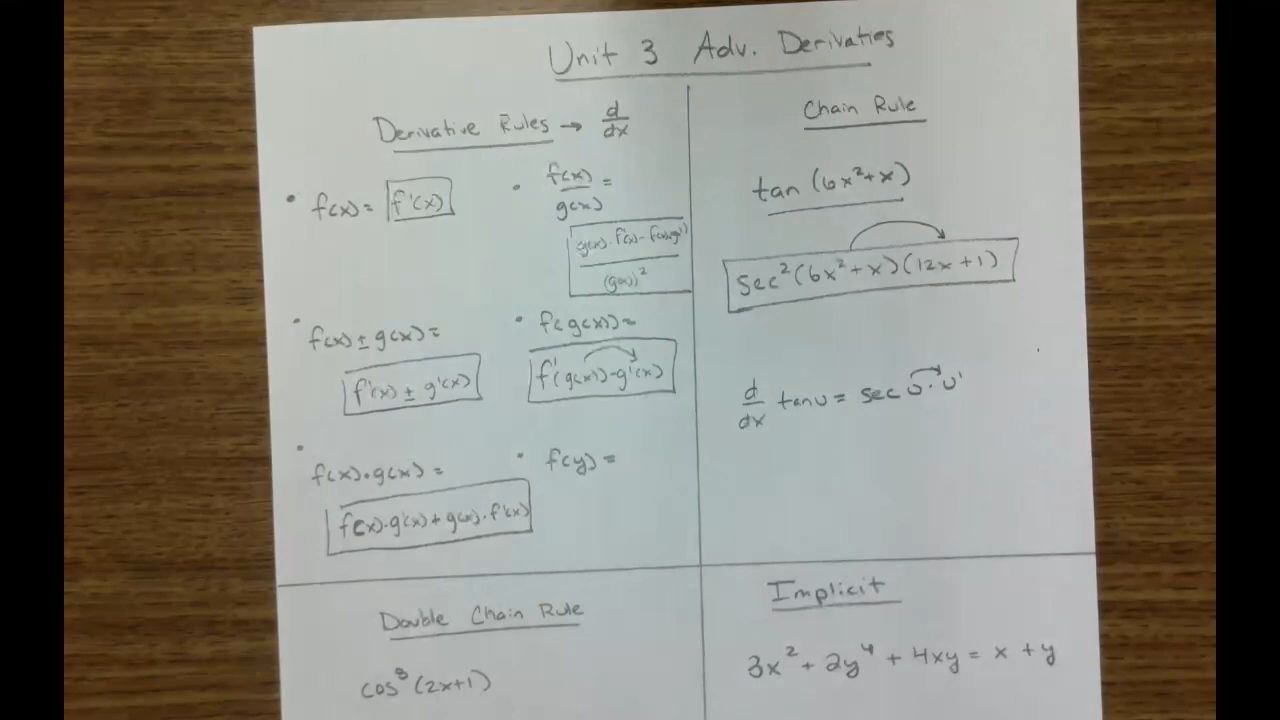 Unit 3 Adv. Derivaties
Derivative Rules → d/dx
• f(x) = f'(x)
• f(x)/g(x) =
g(x)·f'(x)-f(x)g'/(g(x))²
• f(x) ± g(x) =
f'(x) ± g'(x)
• f(g(x)) =
f'(g(x))-g'(x)
• f(x)·g(x) =
f(x)·g'(x)+g(x)·f'(x)
• f(y) =
Chain Rule
tan (6x²+x)
sec²(6x²+x)(12x+1)
d/dx tanu = sec u·u'
Double Chain Rule
cos³(2x+1)
Implicit
3x² + 2y⁴ + 4xy = x + y